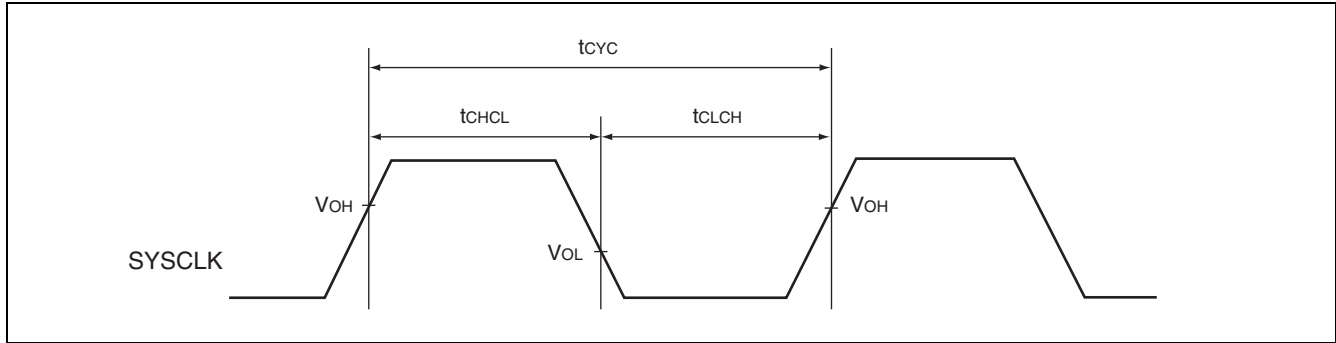 tCYC
tCHCL
tCLCH
VOH
VOH
VOL
SYSCLK